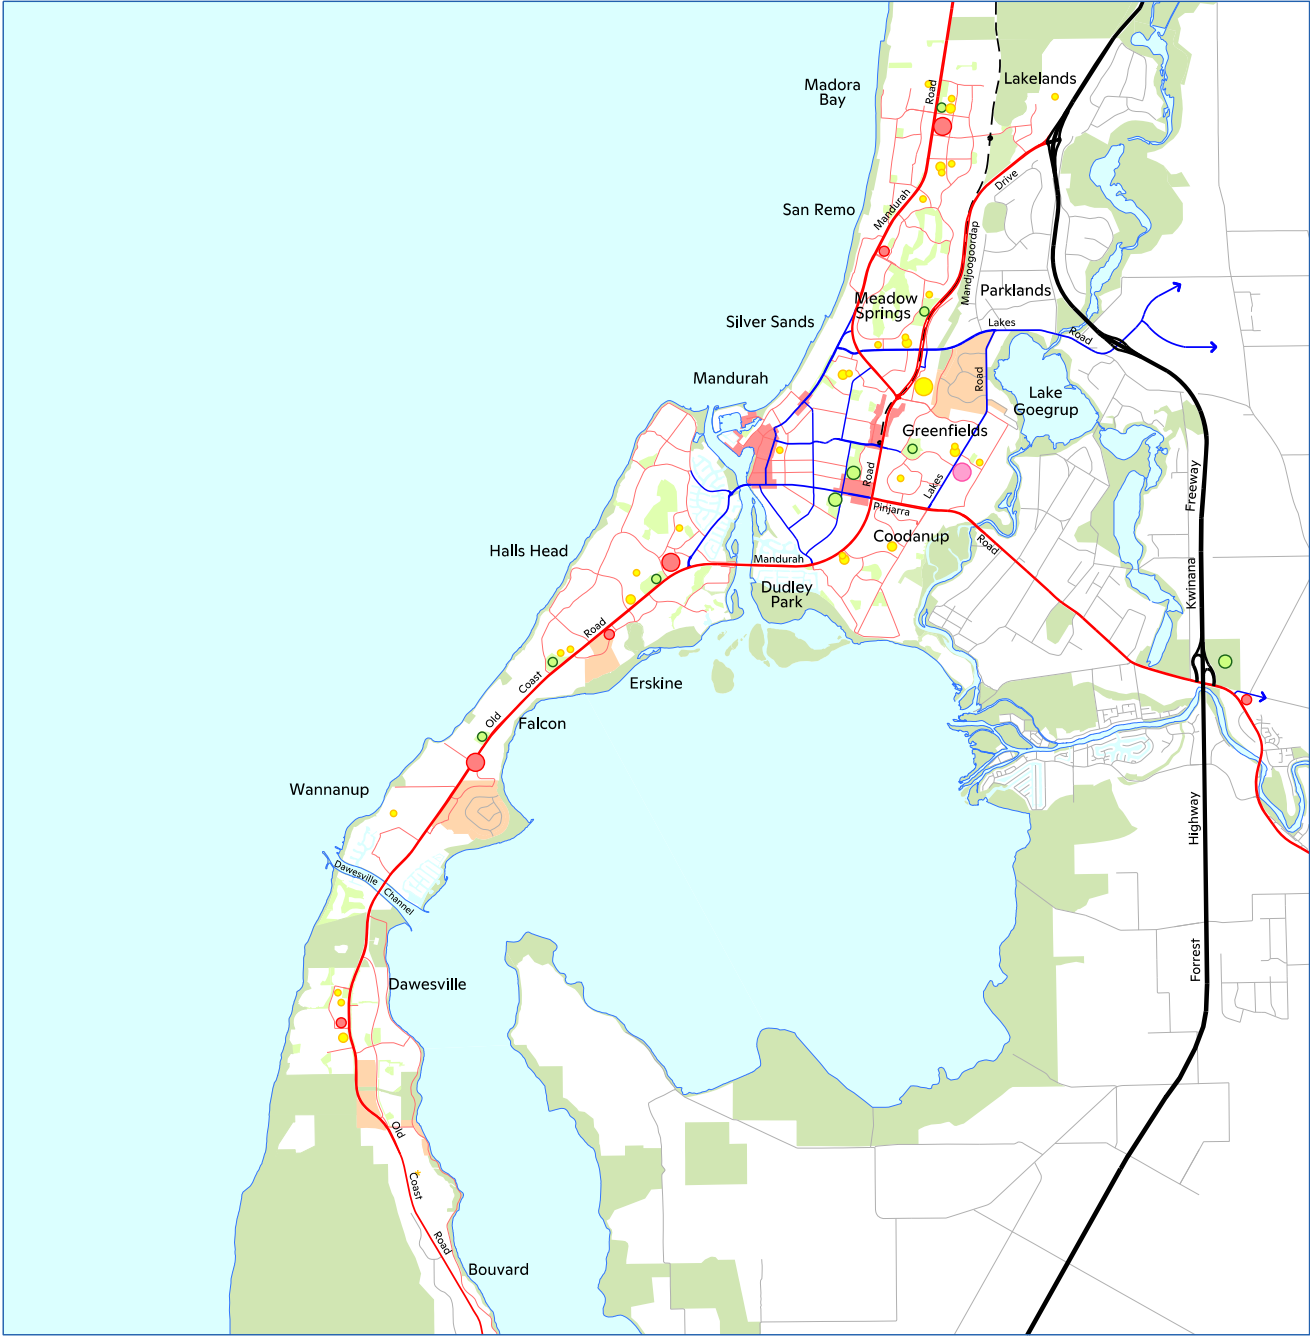 Lakelands
Madora
Bay
Road
Drive
San Remo
Mandurah
Mandjoogoordap
Parklands
Meadow
Springs
Silver Sands
Lakes
Road
Mandurah
Road
Lake
Goegrup
Greenfields
Road
Lakes
Freeway
Pinjarra
Coodanup
Road
Halls Head
Mandurah
Dudley
Park
Kwinana
Road
Coast
Erskine
Old
Falcon
Wannanup
Highway
Dawesville
Channel
Forrest
Dawesville
Old
Coast
Road
Bouvard